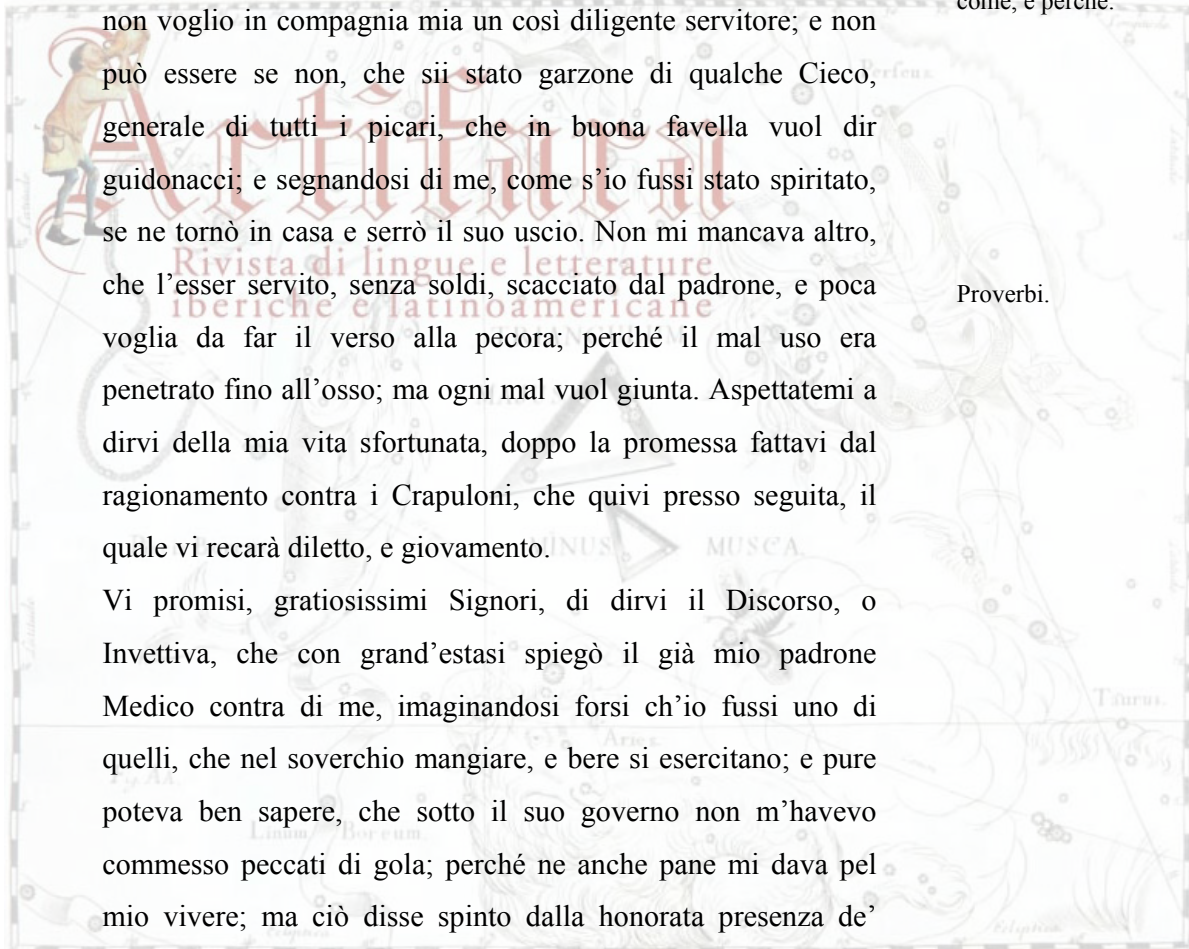 come, e perché.
non voglio in compagnia mia un così diligente servitore; e non
può essere se non, che sii stato garzone di qualche Cieco,
generale di tutti i picari, che in buona favella vuol dir
guidonacci; e segnandosi di me, come s'io fussi stato spiritato,
se ne tornò in casa e serrò il suo uscio. Non mi mancava altro,
che l'esser servito, senza soldi, scacciato dal padrone, e poca
voglia da far il verso alla pecora; perché il mal uso era
penetrato fino all'osso; ma ogni mal vuol giunta. Aspettatemi a
dirvi della mia vita sfortunata, doppo la promessa fattavi dal
ragionamento contra i Crapuloni, che quivi presso seguita, il
quale vi recarà diletto, e giovamento.
Vi promisi, gratiosissimi Signori, di dirvi il Discorso, o
Invettiva, che con grand'estasi spiegò il già mio padrone
Medico contra di me, imaginandosi forsi ch'io fussi uno di
quelli, che nel soverchio mangiare, e bere si esercitano; e pure
poteva ben sapere, che sotto il suo governo non m'havevo
commesso peccati di gola; perché ne anche pane mi dava pel
mio vivere; ma ciò disse spinto dalla honorata presenza de'
Proverbi.
Artifara
Rivista di lingue e letterature
iberiche e latinoamericane
MINUS
MUSCA
Aries
Linum Boreum